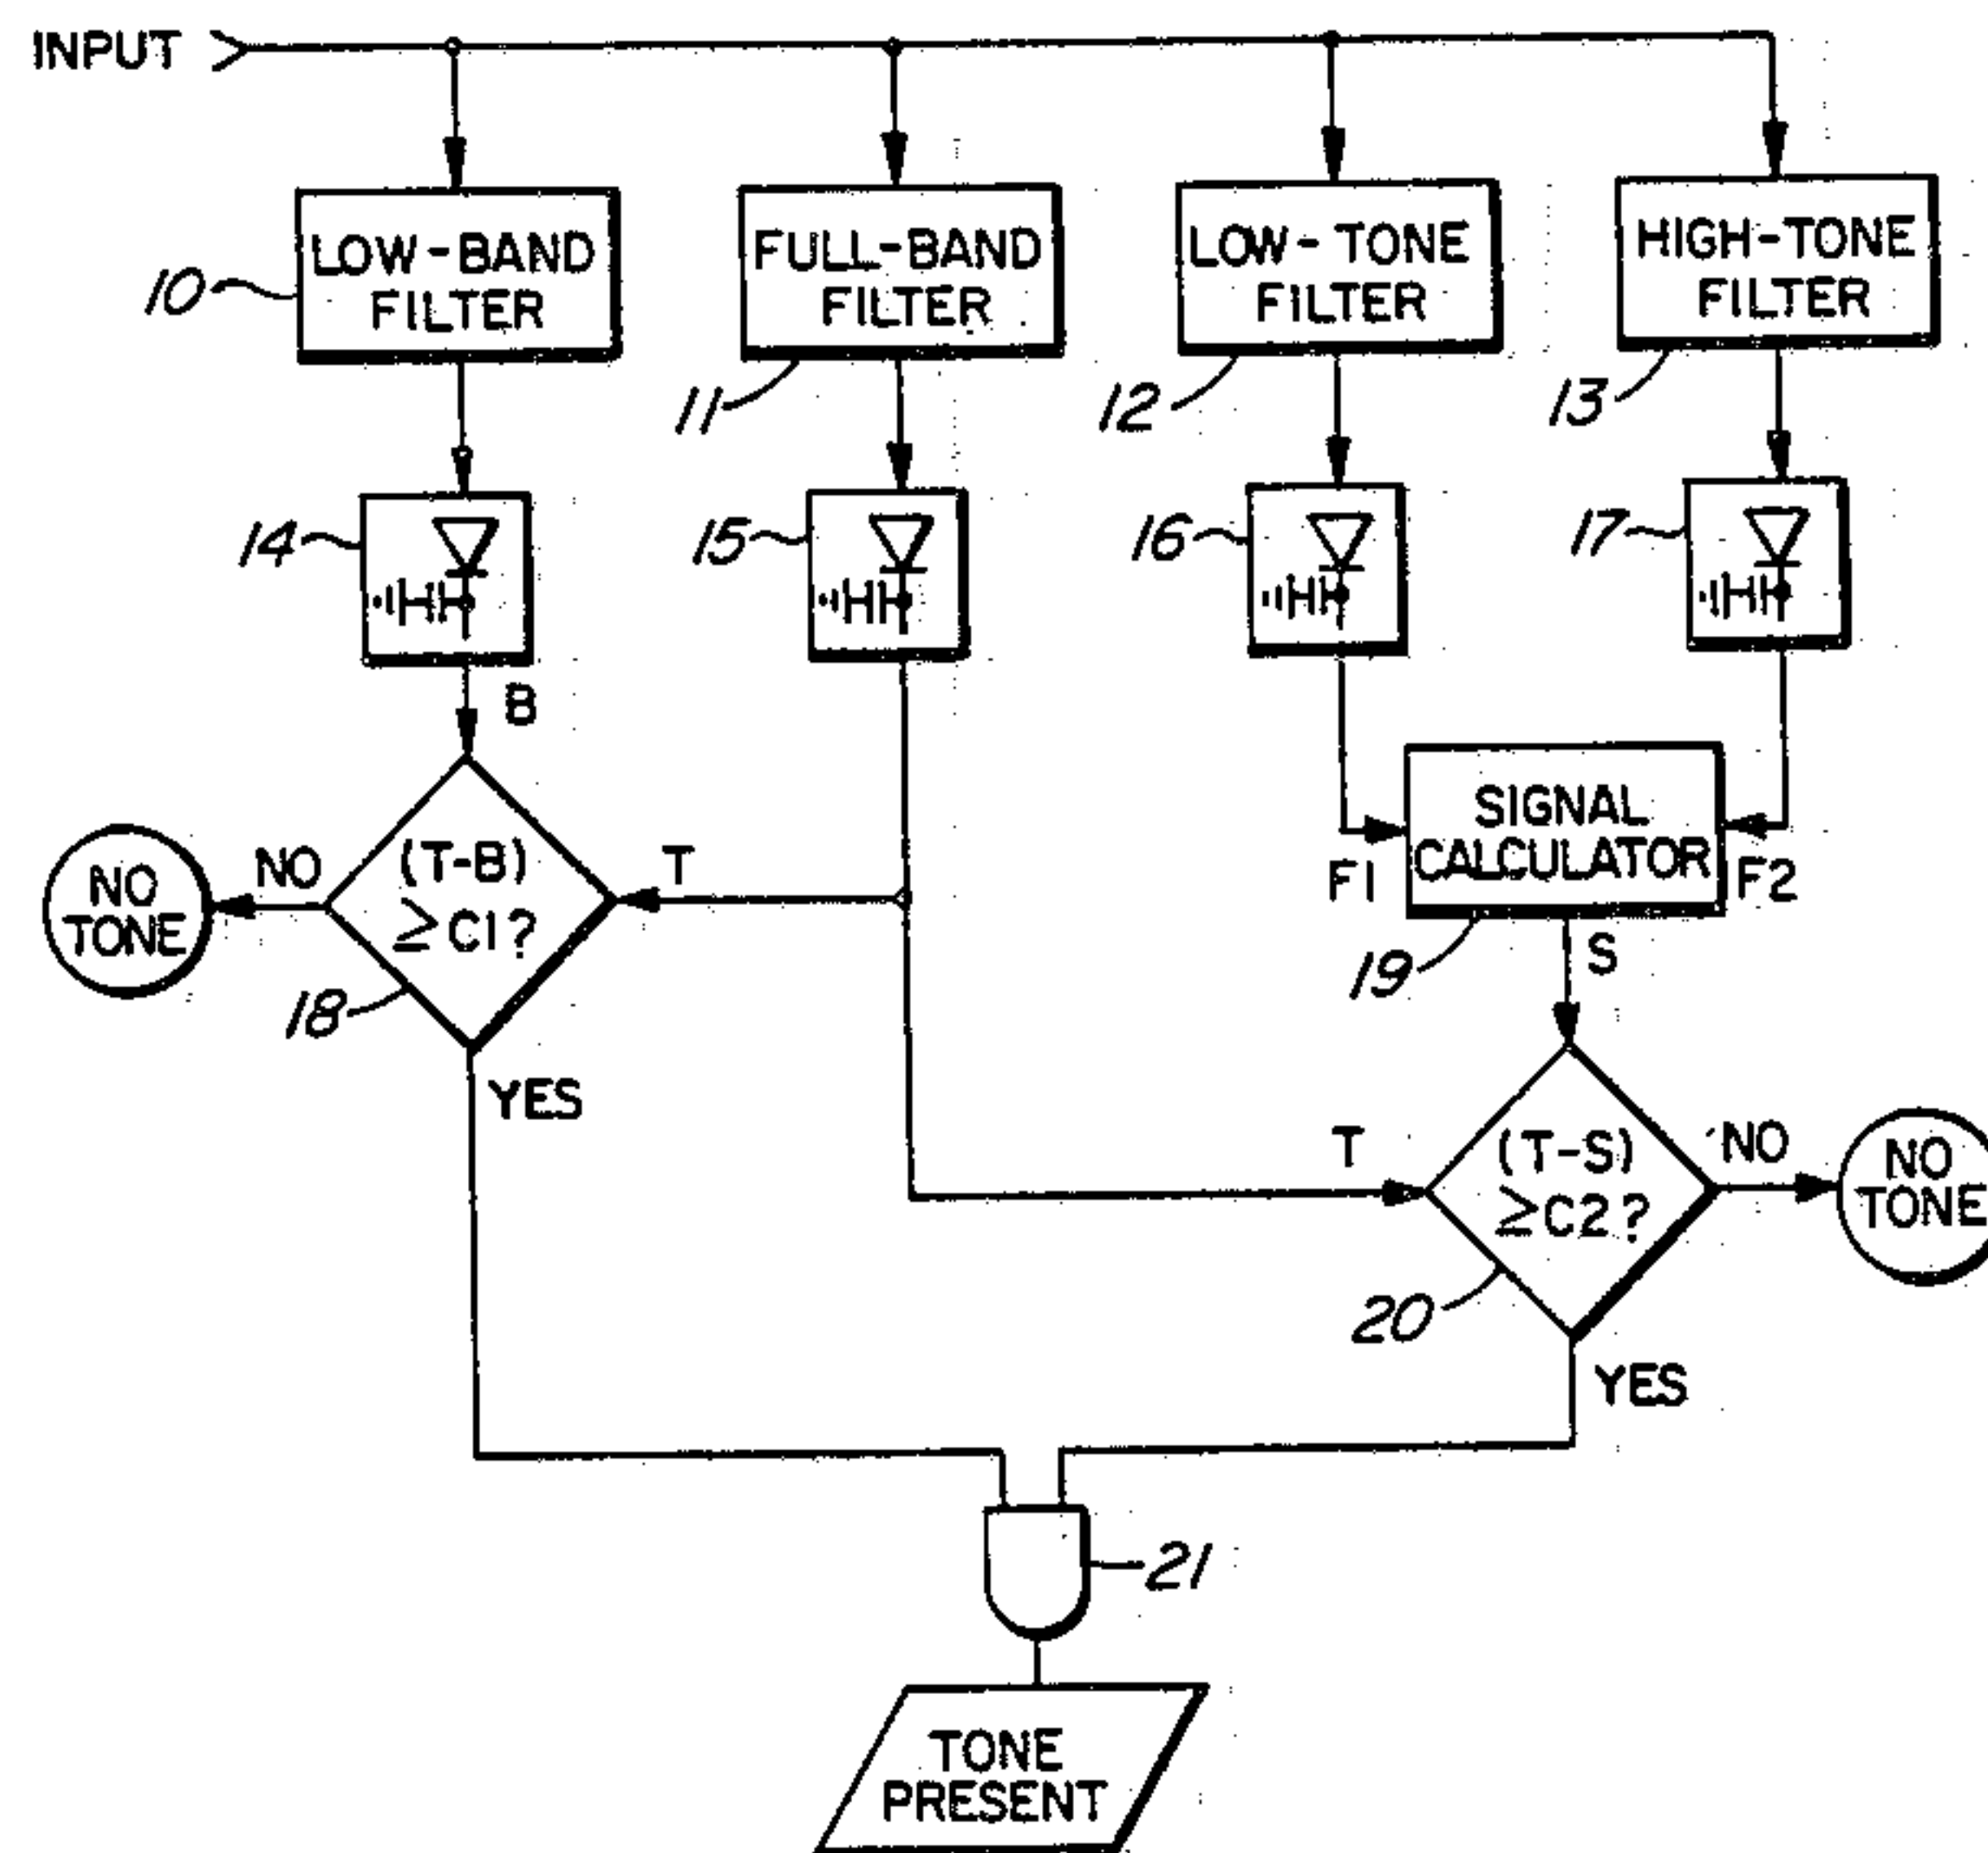 INPUT
LOW-BAND
FILTER
FULL-BAND
FILTER
LOW-TONE
FILTER
HIGH-TONE
FILTER
10
11
12
13
14
15
16
17
B
(T-B)
≥C1?
NO
NO
TONE
T
18
YES
SIGNAL
CALCULATOR
F1
F2
19
S
T
(T-S)
≥C2?
NO
NO
TONE
20
YES
21
TONE
PRESENT